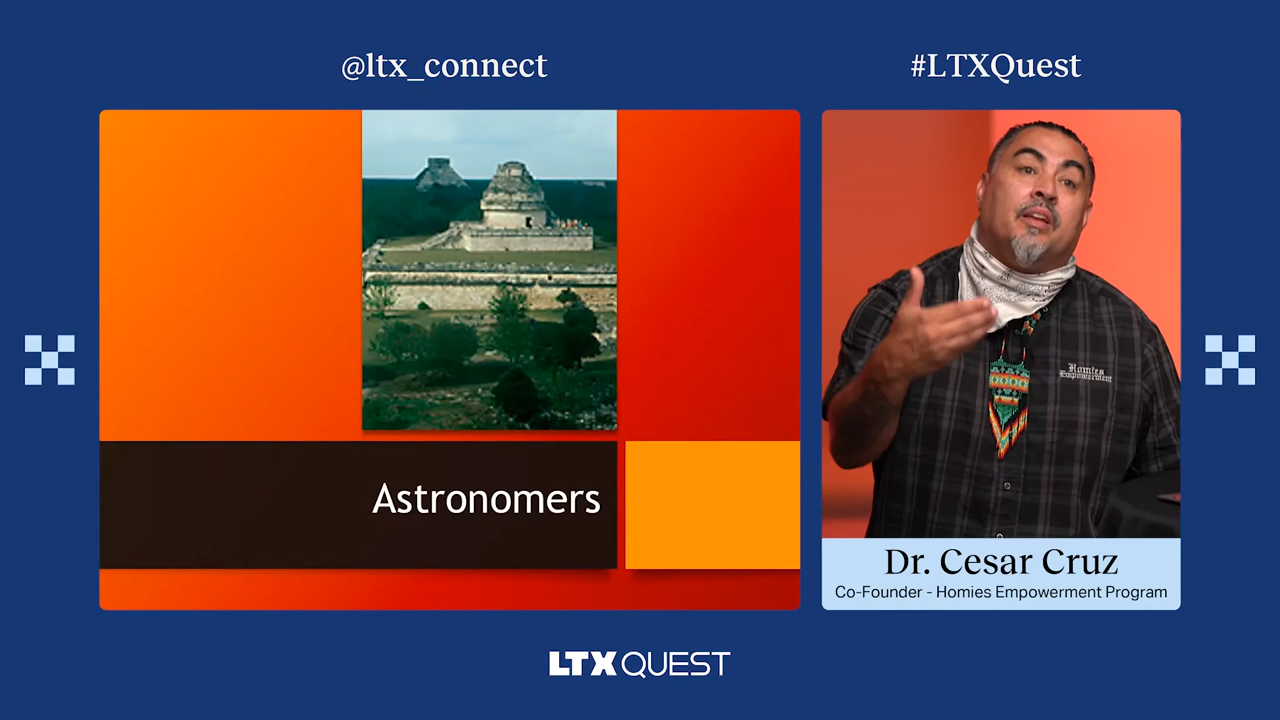 @ltx_connect
#LTXQuest
Astronomers
Homies
Empowerment
Dr. Cesar Cruz
Co-Founder - Homies Empowerment Program
LTX QUEST